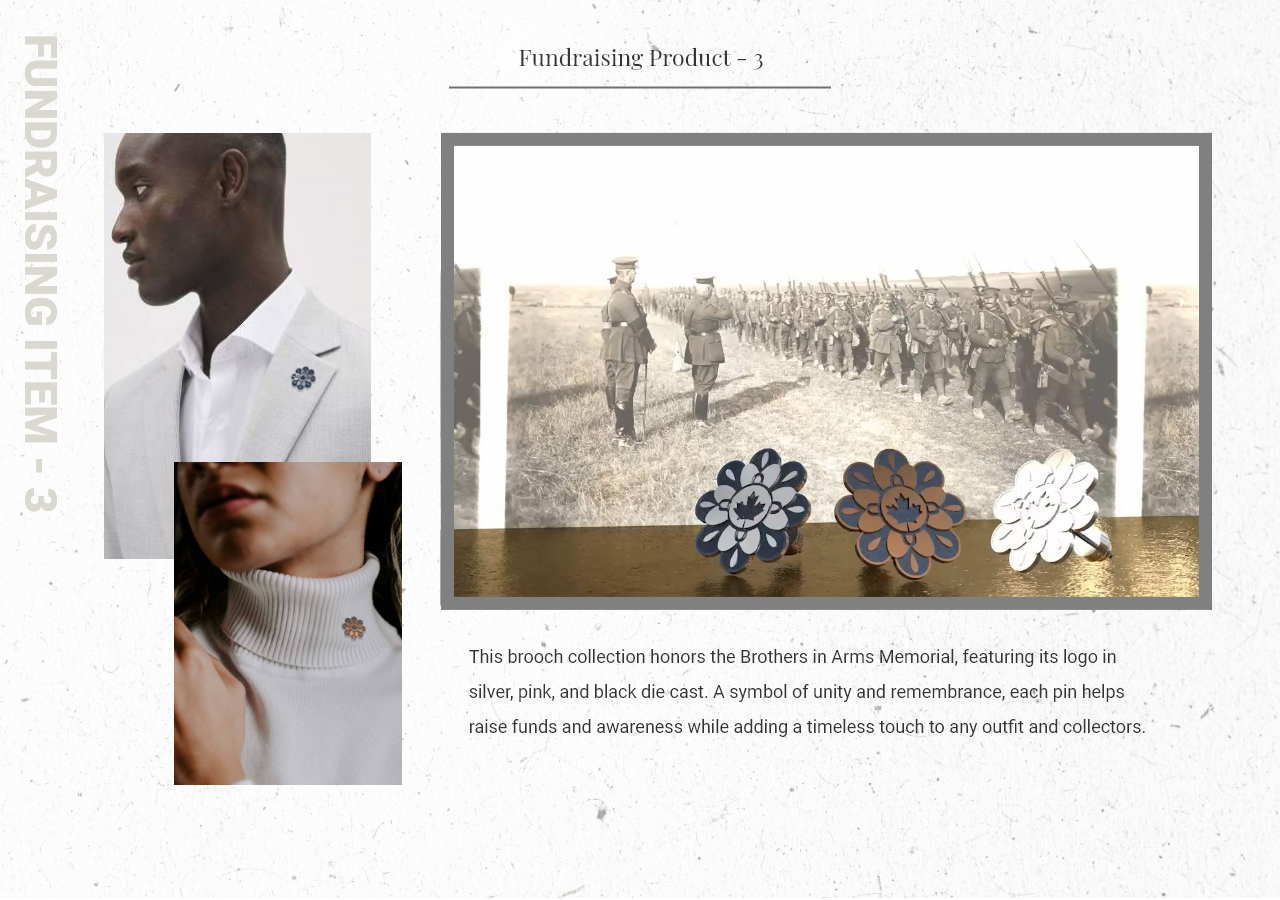 FUNDRAISING ITEM - 3
Fundraising Product - 3
This brooch collection honors the Brothers in Arms Memorial, featuring its logo in
silver, pink, and black die cast. A symbol of unity and remembrance, each pin helps
raise funds and awareness while adding a timeless touch to any outfit and collectors.